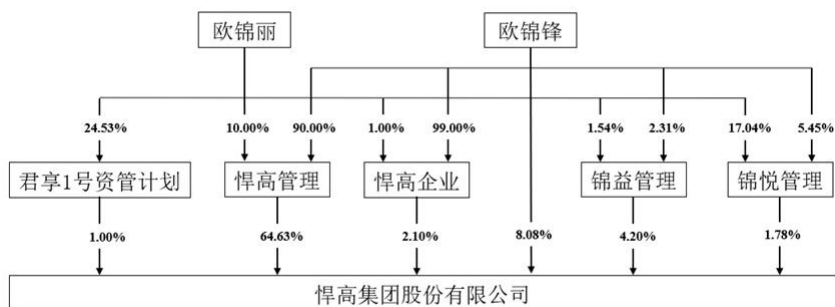 欧锦丽 欧锦锋
24.53% 10.00% 90.00% 1.00% 99.00% 1.54% 2.31% 17.04% 5.45%
君享1号资管计划 悍高管理 悍高企业 锦益管理 锦悦管理
1.00% 64.63% 2.10% 8.08% 4.20% 1.78%
悍高集团股份有限公司